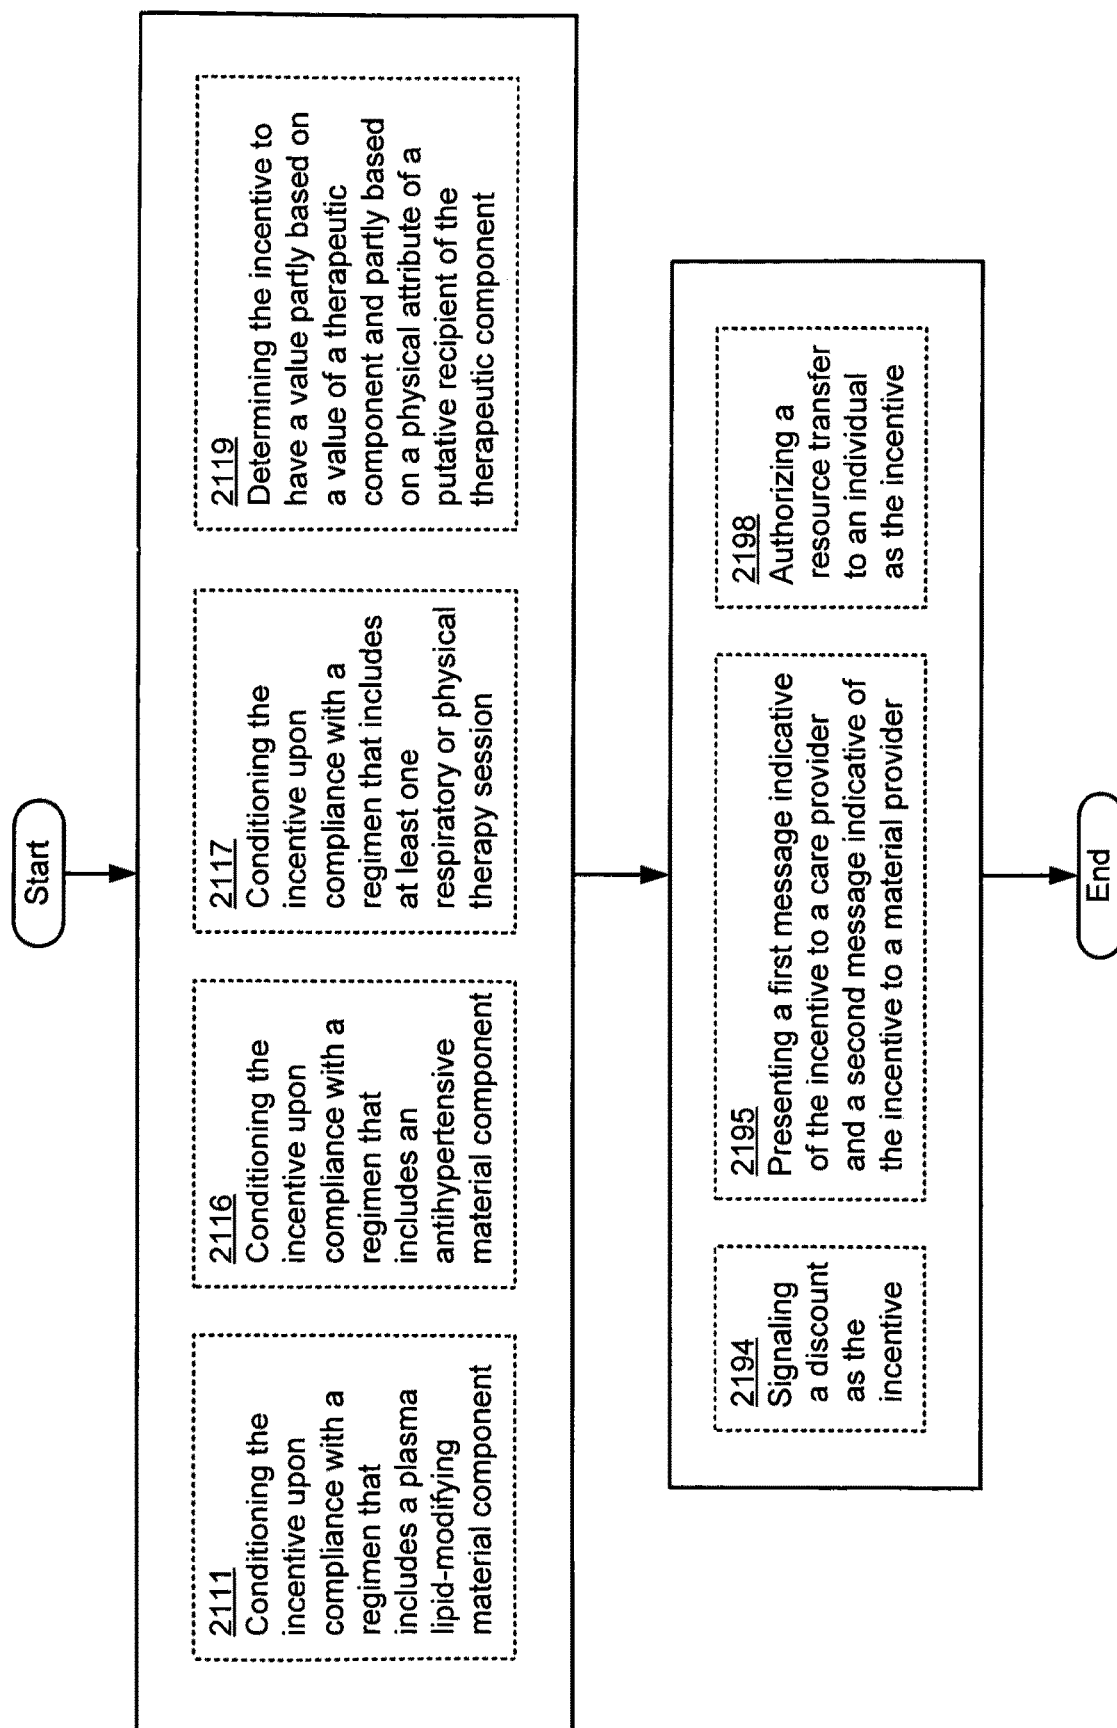 Start
2111
Conditioning the
incentive upon
compliance with a
regimen that
includes a plasma
lipid-modifying
material component
2116
Conditioning the
incentive upon
compliance with a
regimen that
includes an
antihypertensive
material component
2117
Conditioning the
incentive upon
compliance with a
regimen that includes
at least one
respiratory or physical
therapy session
2119
Determining the incentive to
have a value partly based on
a value of a therapeutic
component and partly based
on a physical attribute of a
putative recipient of the
therapeutic component
2194
Signaling
a discount
as the
incentive
2195
Presenting a first message indicative
of the incentive to a care provider
and a second message indicative of
the incentive to a material provider
2198
Authorizing a
resource transfer
to an individual
as the incentive
End